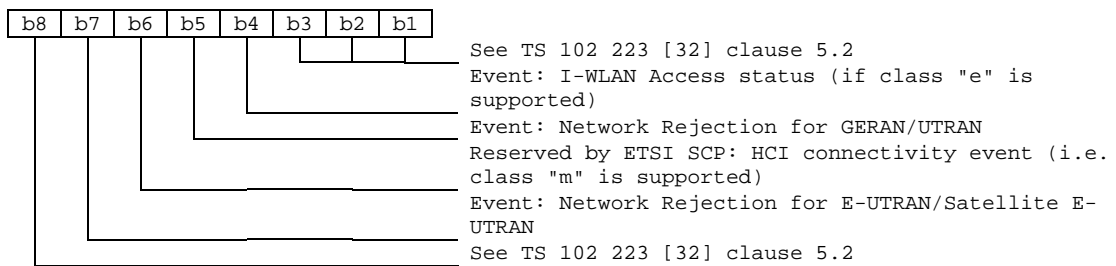 b8 b7 b6 b5 b4 b3 b2 b1
See TS 102 223 [32] clause 5.2
Event: I-WLAN Access status (if class "e" is
supported)
Event: Network Rejection for GERAN/UTRAN
Reserved by ETSI SCP: HCI connectivity event (i.e.
class "m" is supported)
Event: Network Rejection for E-UTRAN/Satellite E-
UTRAN
See TS 102 223 [32] clause 5.2